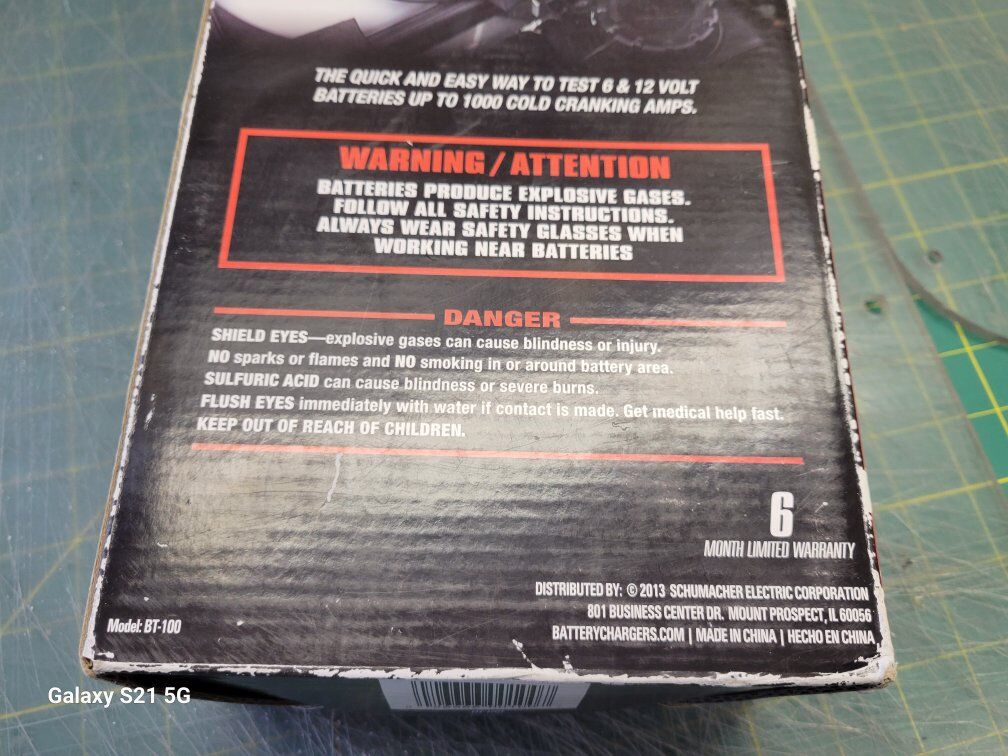 THE QUICK AND EASY WAY TO TEST 6 & 12 VOLT
BATTERIES UP TO 1000 COLD CRANKING AMPS.
WARNING / ATTENTION
BATTERIES PRODUCE EXPLOSIVE GASES.
FOLLOW ALL SAFETY INSTRUCTIONS.
ALWAYS WEAR SAFETY GLASSES WHEN
WORKING NEAR BATTERIES
DANGER
SHIELD EYES—explosive gases can cause blindness or injury.
NO sparks or flames and NO smoking in or around battery area.
SULFURIC ACID can cause blindness or severe burns.
FLUSH EYES immediately with water if contact is made. Get medical help fast.
KEEP OUT OF REACH OF CHILDREN.
6
MONTH LIMITED WARRANTY
DISTRIBUTED BY: © 2013 SCHUMACHER ELECTRIC CORPORATION
801 BUSINESS CENTER DR. MOUNT PROSPECT, IL 60056
BATTERYCHARGERS.COM | MADE IN CHINA | HECHO EN CHINA
Model: BT-100
Galaxy S21 5G